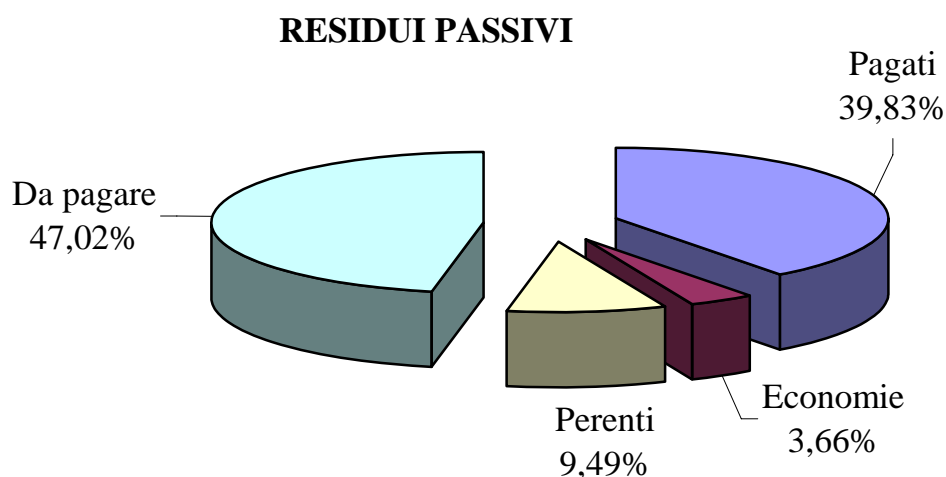 RESIDUI PASSIVI
Pagati
39,83%
Da pagare
47,02%
Economie
3,66%
Perenti
9,49%